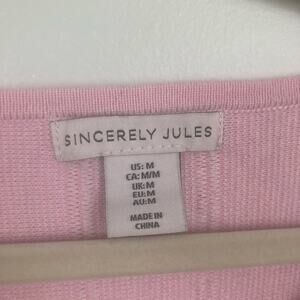 SINCERELY JULES
US: M
CA: M/M
UK: M
EU: M
AU: M
MADE IN
CHINA